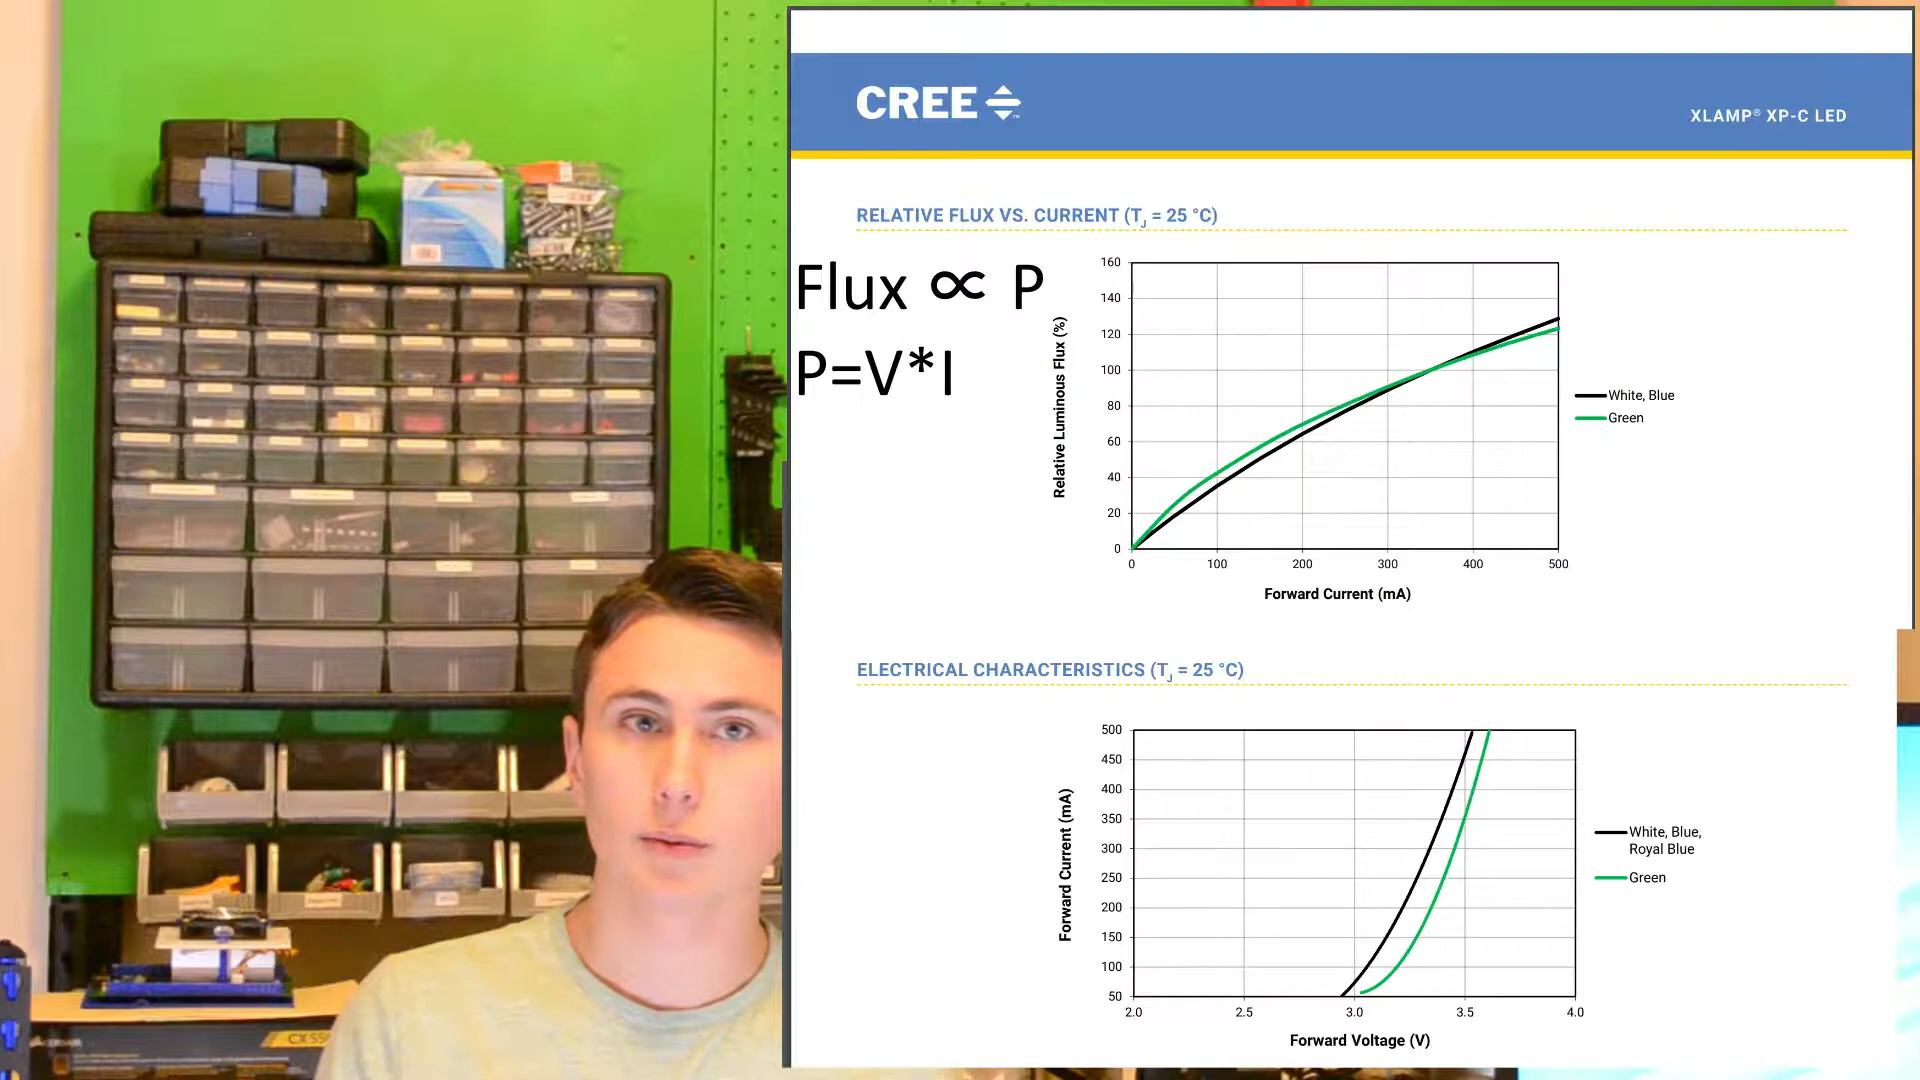 CREE
XLAMP® XP-C LED
RELATIVE FLUX VS. CURRENT (TJ = 25 °C)
Flux ∝ P
P=V*I
Relative Luminous Flux (%)
160
140
120
100
80
60
40
20
0
0 100 200 300 400 500
Forward Current (mA)
White, Blue
Green
ELECTRICAL CHARACTERISTICS (TJ = 25 °C)
Forward Current (mA)
500
450
400
350
300
250
200
150
100
50
2.0 2.5 3.0 3.5 4.0
Forward Voltage (V)
White, Blue,
Royal Blue
Green